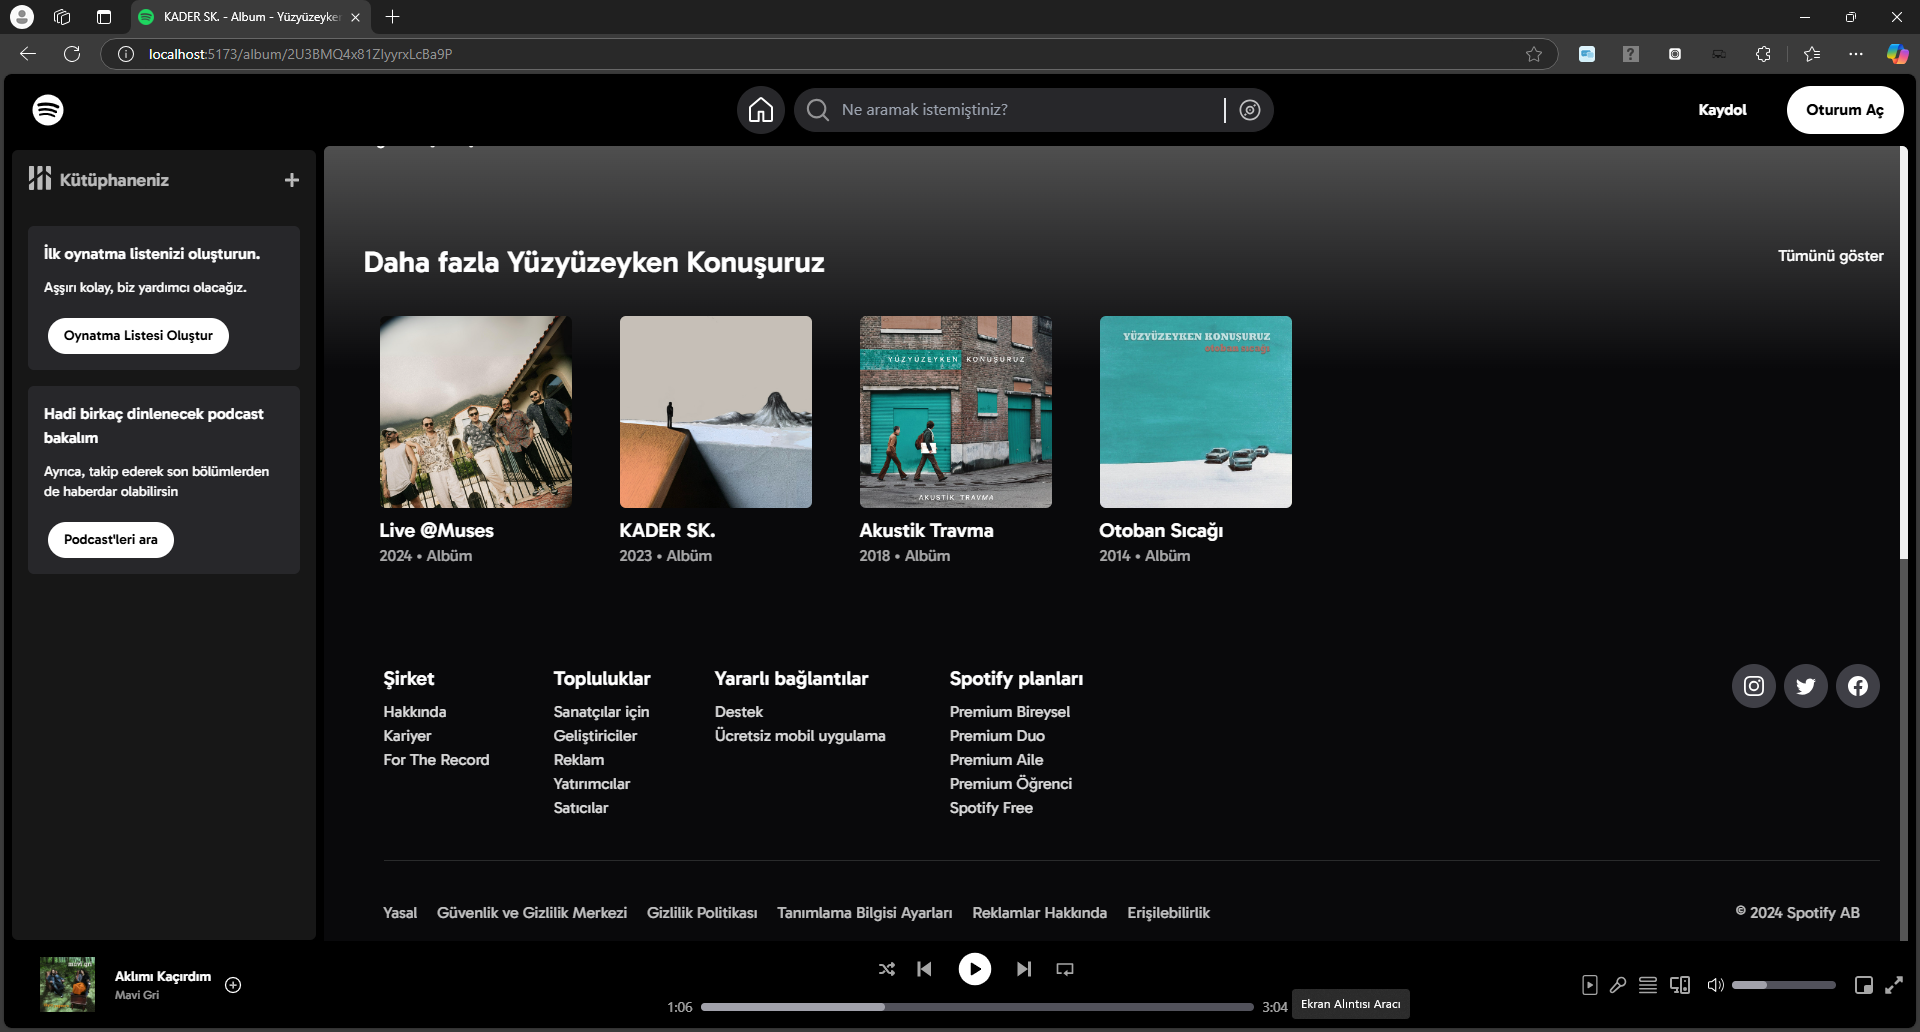 KADER SK. - Album - Yüzyüzeyke
localhost:5173/album/2U3BMQ4x81ZIyyrxLcBa9P
Ne aramak istemiştiniz?
Kaydol
Oturum Aç
Kütüphaneniz
İlk oynatma listenizi oluşturun.
Aşşırı kolay, biz yardımcı olacağız.
Oynatma Listesi Oluştur
Hadi birkaç dinlenecek podcast
bakalım
Ayrıca, takip ederek son bölümlerden
de haberdar olabilirsin
Podcast'leri ara
Daha fazla Yüzyüzeyken Konuşuruz
Tümünü göster
YÜZYÜZEYKEN KONUŞURUZ
AKUSTİK TRAVMA
YÜZYÜZEYKEN KONUŞURUZ
otoban sıcağı
Live @Muses
2024 • Albüm
KADER SK.
2023 • Albüm
Akustik Travma
2018 • Albüm
Otoban Sıcağı
2014 • Albüm
Şirket
Hakkında
Kariyer
For The Record
Topluluklar
Sanatçılar için
Geliştiriciler
Reklam
Yatırımcılar
Satıcılar
Yararlı bağlantılar
Destek
Ücretsiz mobil uygulama
Spotify planları
Premium Bireysel
Premium Duo
Premium Aile
Premium Öğrenci
Spotify Free
Yasal Güvenlik ve Gizlilik Merkezi Gizlilik Politikası Tanımlama Bilgisi Ayarları Reklamlar Hakkında Erişilebilirlik
© 2024 Spotify AB
Aklımı Kaçırdım
Mavi Gri
1:06
3:04
Ekran Alıntısı Aracı